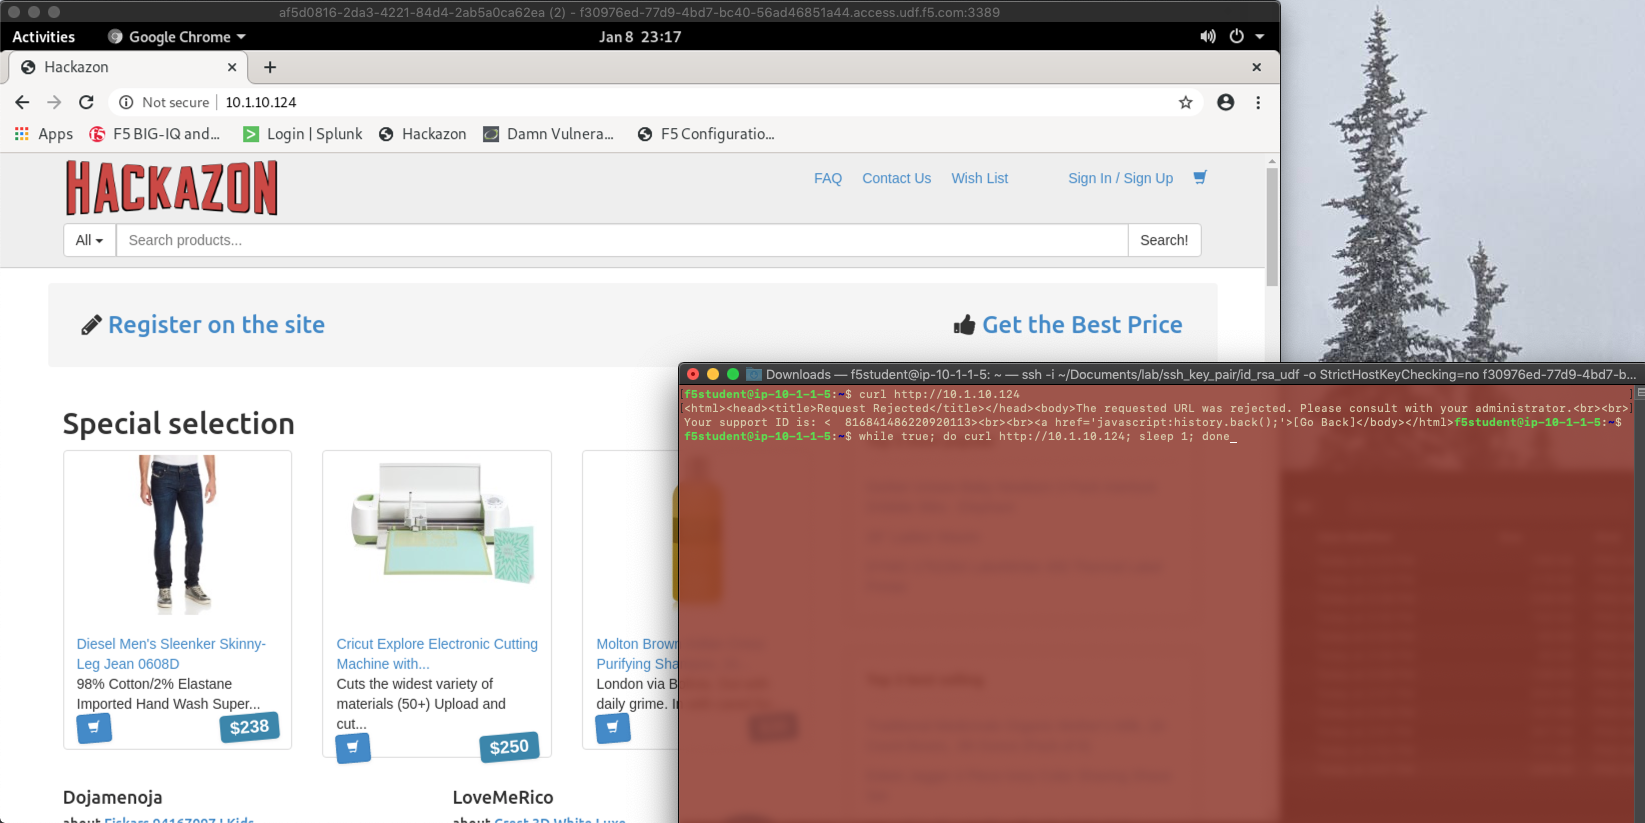 af5d0816-2da3-4221-84d4-2ab5a0ca62ea (2) - f30976ed-77d9-4bd7-bc40-56ad46851a44.access.udf.f5.com:3389
Activities Google Chrome Jan 8 23:17
Hackazon
Not secure 10.1.10.124
Apps F5 BIG-IQ and... Login | Splunk Hackazon Damn Vulnera... F5 Configuratio...
HACKAZON
FAQ Contact Us Wish List Sign In / Sign Up
All Search products... Search!
Register on the site Get the Best Price
Special selection
Diesel Men's Sleenker Skinny-
Leg Jean 0608D
98% Cotton/2% Elastane
Imported Hand Wash Super...
$238
Cricut Explore Electronic Cutting
Machine with...
Cuts the widest variety of
materials (50+) Upload and
cut...
$250
Molton Brown
Purifying
London via
daily grime.
Dojamenoja LoveMeRico
about about
Downloads — f5student@ip-10-1-1-5: ~ — ssh -i ~/Documents/lab/ssh_key_pair/id_rsa_udf -o StrictHostKeyChecking=no f30976ed-77d9-4bd7-b...
[f5student@ip-10-1-1-5:~$ curl http://10.1.10.124 ]
[<html><head><title>Request Rejected</title></head><body>The requested URL was rejected. Please consult with your administrator.<br><br>]
Your support ID is: < 816841486220920113><br><br><a href='javascript:history.back();'>[Go Back]</body></html>f5student@ip-10-1-1-5:~$
f5student@ip-10-1-1-5:~$ while true; do curl http://10.1.10.124; sleep 1; done